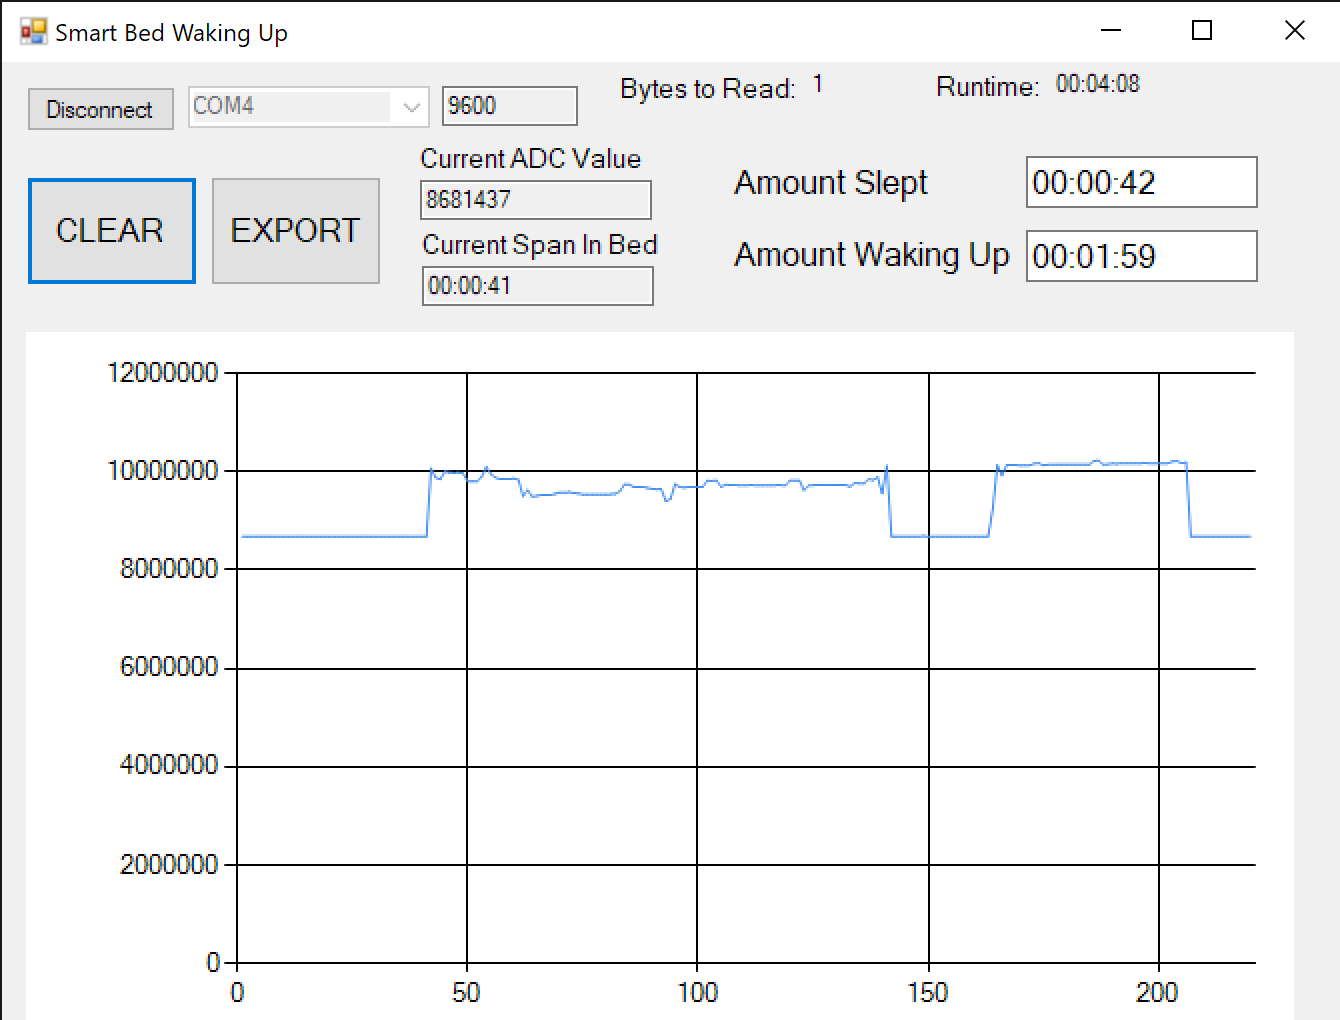 Smart Bed Waking Up
Disconnect COM4 9600 Bytes to Read: 1 Runtime: 00:04:08
Current ADC Value
8681437
CLEAR EXPORT
Current Span In Bed
00:00:41
Amount Slept 00:00:42
Amount Waking Up 00:01:59
12000000
10000000
8000000
6000000
4000000
2000000
0
0 50 100 150 200